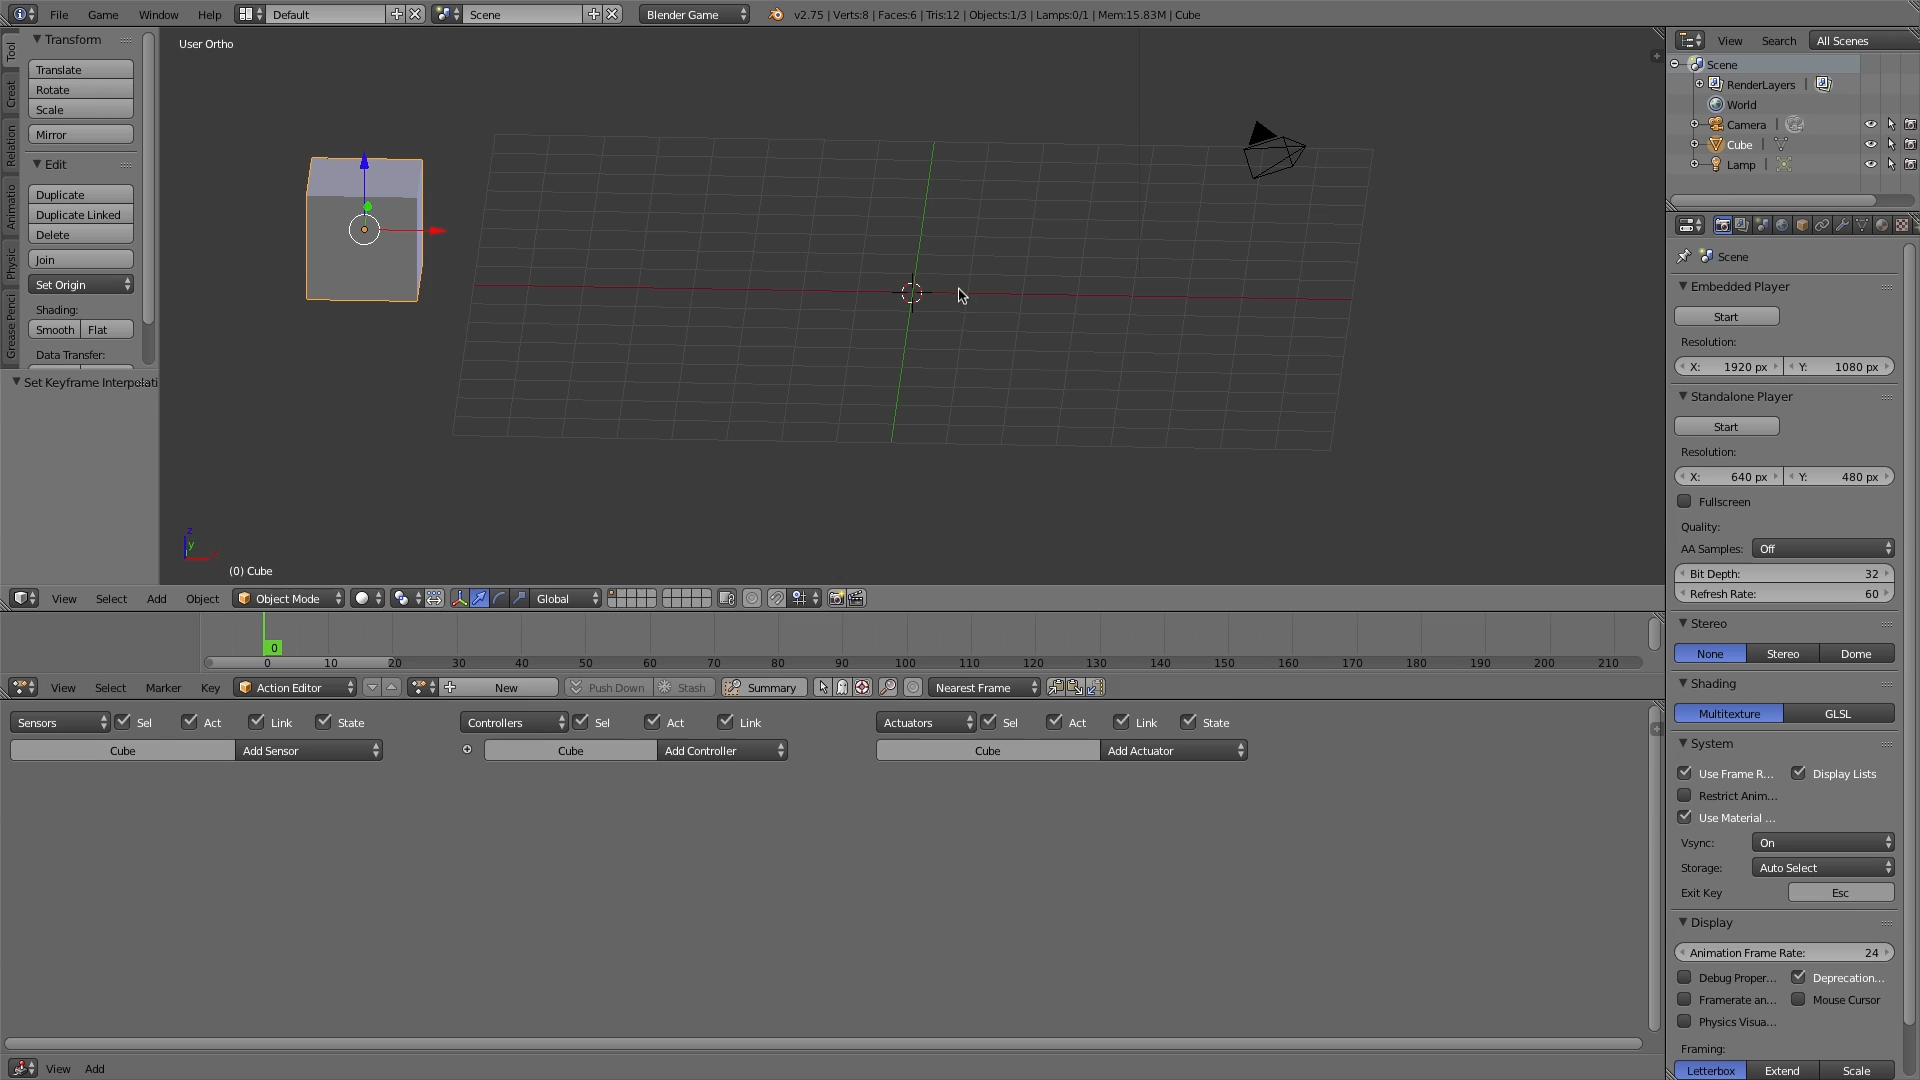 File Game Window Help Default Scene Blender Game v2.75 | Verts:8 | Faces:6 | Tris:12 | Objects:1/3 | Lamps:0/1 | Mem:15.83M | Cube
Tool
Creat
Relation
Animatio
Physic
Grease Penci
Transform
Translate
Rotate
Scale
Mirror
Edit
Duplicate
Duplicate Linked
Delete
Join
Set Origin
Shading:
Smooth Flat
Data Transfer:
Set Keyframe Interpolati
User Ortho
z
y
(0) Cube
View Select Add Object Object Mode Global
0
0 10 20 30 40 50 60 70 80 90 100 110 120 130 140 150 160 170 180 190 200 210
View Select Marker Key Action Editor New Push Down Stash Summary Nearest Frame
Sensors Sel Act Link State Controllers Sel Act Link Actuators Sel Act Link State
Cube Add Sensor Cube Add Controller Cube Add Actuator
View Add
View Search All Scenes
Scene
RenderLayers |
World
Camera |
Cube |
Lamp |
Scene
Embedded Player
Start
Resolution:
X: 1920 px Y: 1080 px
Standalone Player
Start
Resolution:
X: 640 px Y: 480 px
Fullscreen
Quality:
AA Samples: Off
Bit Depth: 32
Refresh Rate: 60
Stereo
None Stereo Dome
Shading
Multitexture GLSL
System
Use Frame R... Display Lists
Restrict Anim...
Use Material ...
Vsync: On
Storage: Auto Select
Exit Key Esc
Display
Animation Frame Rate: 24
Debug Proper... Deprecation...
Framerate an... Mouse Cursor
Physics Visua...
Framing:
Letterbox Extend Scale